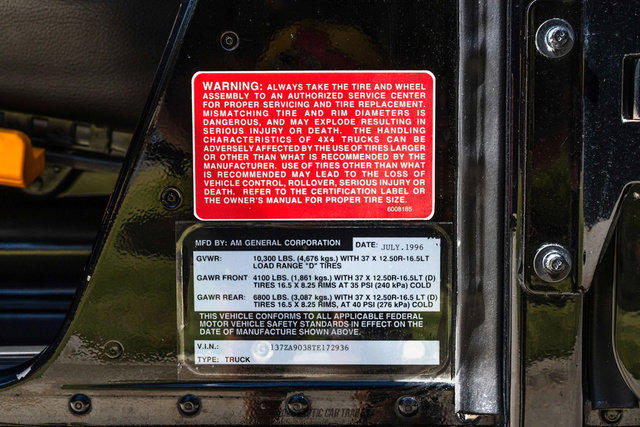 WARNING: ALWAYS TAKE THE TIRE AND WHEEL
ASSEMBLY TO AN AUTHORIZED SERVICE CENTER
FOR PROPER SERVICING AND TIRE REPLACEMENT.
MISMATCHING TIRE AND RIM DIAMETERS IS
DANGEROUS, AND MAY EXPLODE RESULTING IN
SERIOUS INJURY OR DEATH. THE HANDLING
CHARACTERISTICS OF 4X4 TRUCKS CAN BE
ADVERSELY AFFECTED BY THE USE OF TIRES LARGER
OR OTHER THAN WHAT IS RECOMMENDED BY THE
MANUFACTURER. USE OF TIRES OTHER THAN WHAT
IS RECOMMENDED MAY LEAD TO THE LOSS OF
VEHICLE CONTROL, ROLLOVER, SERIOUS INJURY OR
DEATH. REFER TO THE CERTIFICATION LABEL OR
THE OWNER'S MANUAL FOR PROPER TIRE SIZE.
6008185
MFD BY: AM GENERAL CORPORATION DATE: JULY.1996
GVWR: 10,300 LBS. (4,676 kgs.) WITH 37 X 12.50R-16.5LT
LOAD RANGE "D" TIRES
GAWR FRONT 4100 LBS. (1,861 kgs.) WITH 37 X 12.50R-16.5LT (D)
TIRES 16.5 X 8.25 RIMS AT 35 PSI (240 kPa) COLD
GAWR REAR: 6800 LBS. (3,087 kgs.) WITH 37 X 12.50R-16.5 LT (D)
TIRES 16.5 X 8.25 RIMS, AT 40 PSI (276 kPa) COLD
THIS VEHICLE CONFORMS TO ALL APPLICABLE FEDERAL
MOTOR VEHICLE SAFETY STANDARDS IN EFFECT ON THE
DATE OF MANUFACTURE SHOWN ABOVE.
V.I.N.: 137ZA9038TE172936
TYPE: TRUCK
CAR